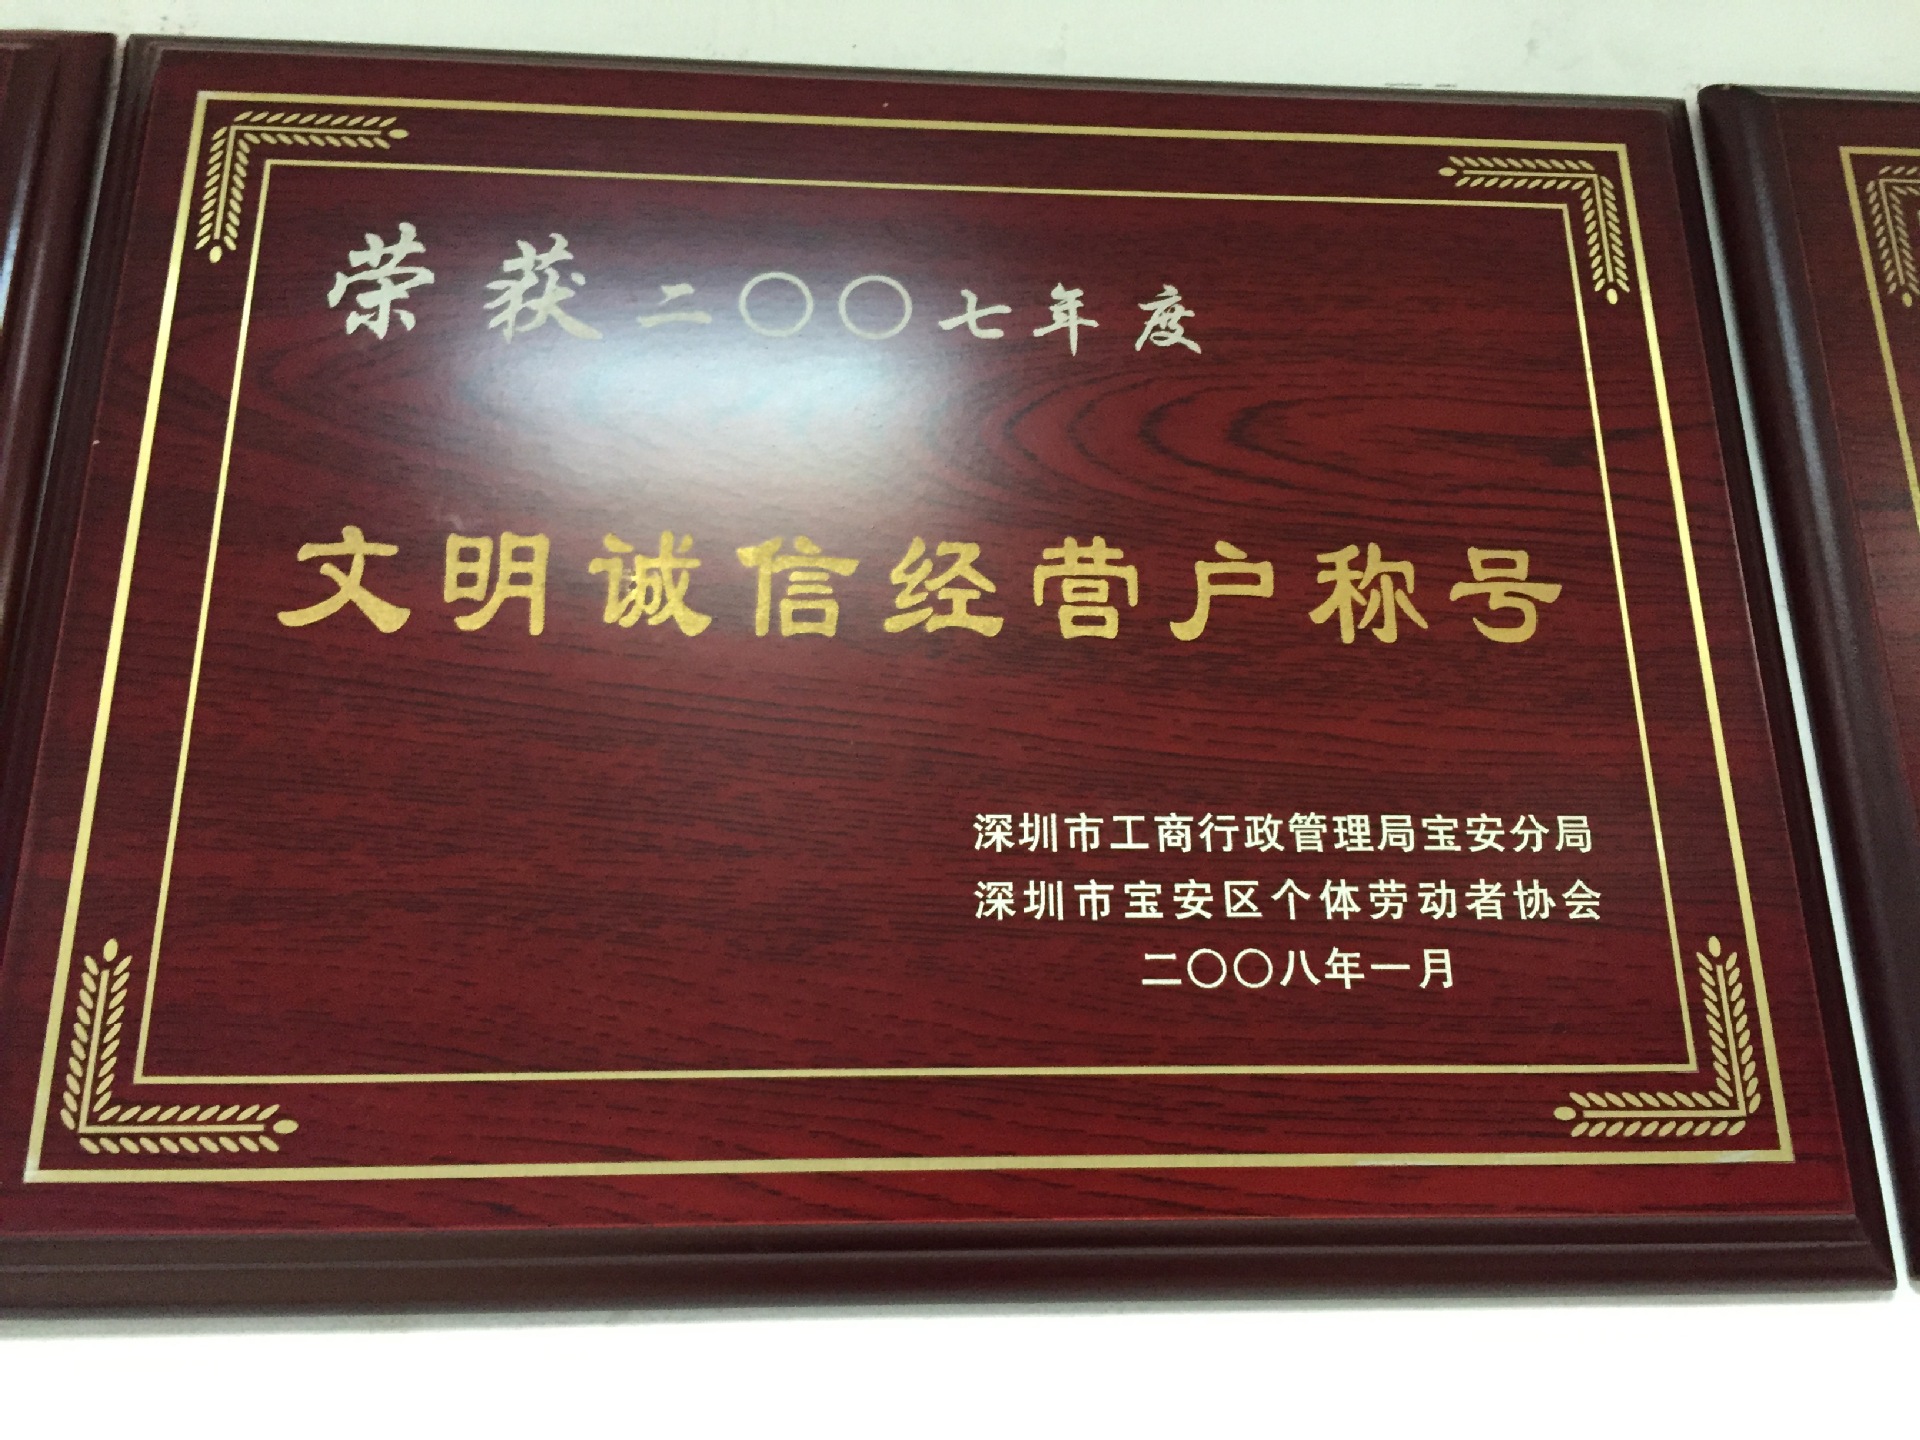 荣获二〇〇七年度
文明诚信经营户称号
深圳市工商行政管理局宝安分局
深圳市宝安区个体劳动者协会
二〇〇八年一月